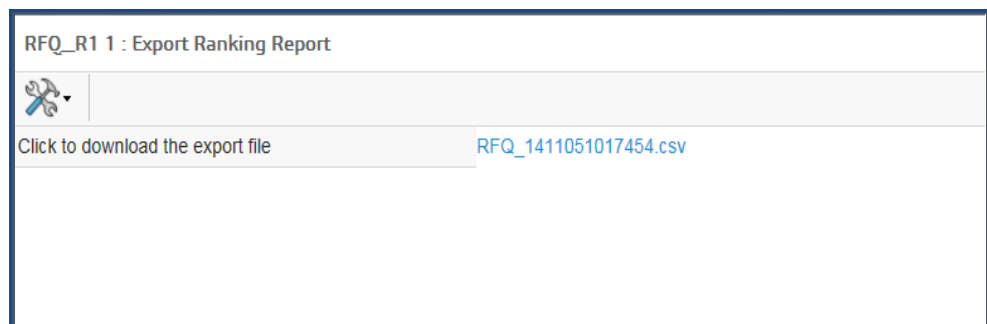 RFQ_R1 1 : Export Ranking Report
Click to download the export file RFQ_1411051017454.csv